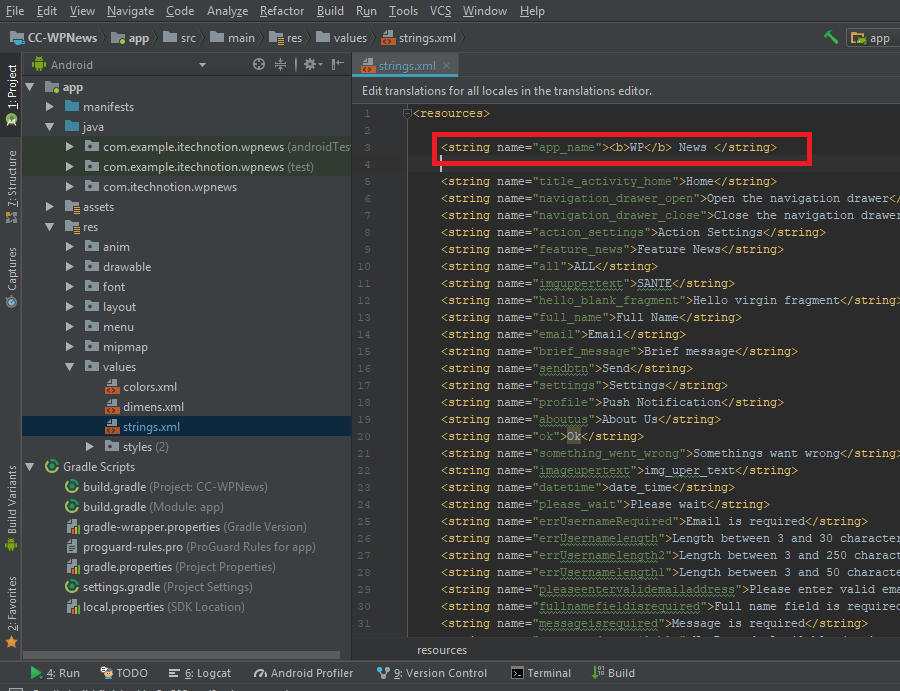 File Edit View Navigate Code Analyze Refactor Build Run Tools VCS Window Help
CC-WPNews app src main res values strings.xml app
1: Project
Z: Structure
Captures
Build Variants
2: Favorites
Android
app
manifests
java
com.example.itechnotion.wpnews (androidTes
com.example.itechnotion.wpnews (test)
com.itechnotion.wpnews
assets
res
anim
drawable
font
layout
menu
mipmap
values
colors.xml
dimens.xml
strings.xml
styles (2)
Gradle Scripts
build.gradle (Project: CC-WPNews)
build.gradle (Module: app)
gradle-wrapper.properties (Gradle Version)
proguard-rules.pro (ProGuard Rules for app)
gradle.properties (Project Properties)
settings.gradle (Project Settings)
local.properties (SDK Location)
strings.xml
Edit translations for all locales in the translations editor.
1 <resources>
2
3 <string name="app_name"><b>WP</b> News </string>
4
5 <string name="title_activity_home">Home</string>
6 <string name="navigation_drawer_open">Open the navigation drawer</
7 <string name="navigation_drawer_close">Close the navigation drawer
8 <string name="action_settings">Action Settings</string>
9 <string name="feature_news">Feature News</string>
10 <string name="all">ALL</string>
11 <string name="imguppertext">SANTE</string>
12 <string name="hello_blank_fragment">Hello virgin fragment</string>
13 <string name="full_name">Full Name</string>
14 <string name="email">Email</string>
15 <string name="brief_message">Brief message</string>
16 <string name="sendbtn">Send</string>
17 <string name="settings">Settings</string>
18 <string name="profile">Push Notification</string>
19 <string name="aboutus">About Us</string>
20 <string name="ok">Ok</string>
21 <string name="something_went_wrong">Somethings want wrong</string>
22 <string name="imageupertext">img_uper_text</string>
23 <string name="datetime">date_time</string>
24 <string name="please_wait">Please wait</string>
25 <string name="errUsernameRequired">Email is required</string>
26 <string name="errUsernamelength">Length between 3 and 30 character
27 <string name="errUsernamelength2">Length between 3 and 250 charact
28 <string name="errUsernamelength1">Length between 3 and 50 characte
29 <string name="pleaseentervalidemailaddress">Please enter valid ema
30 <string name="fullnamefieldisrequired">Full name field is required
31 <string name="messageisrequired">Message is required</string>
resources
4: Run TODO 6: Logcat Android Profiler 9: Version Control Terminal Build